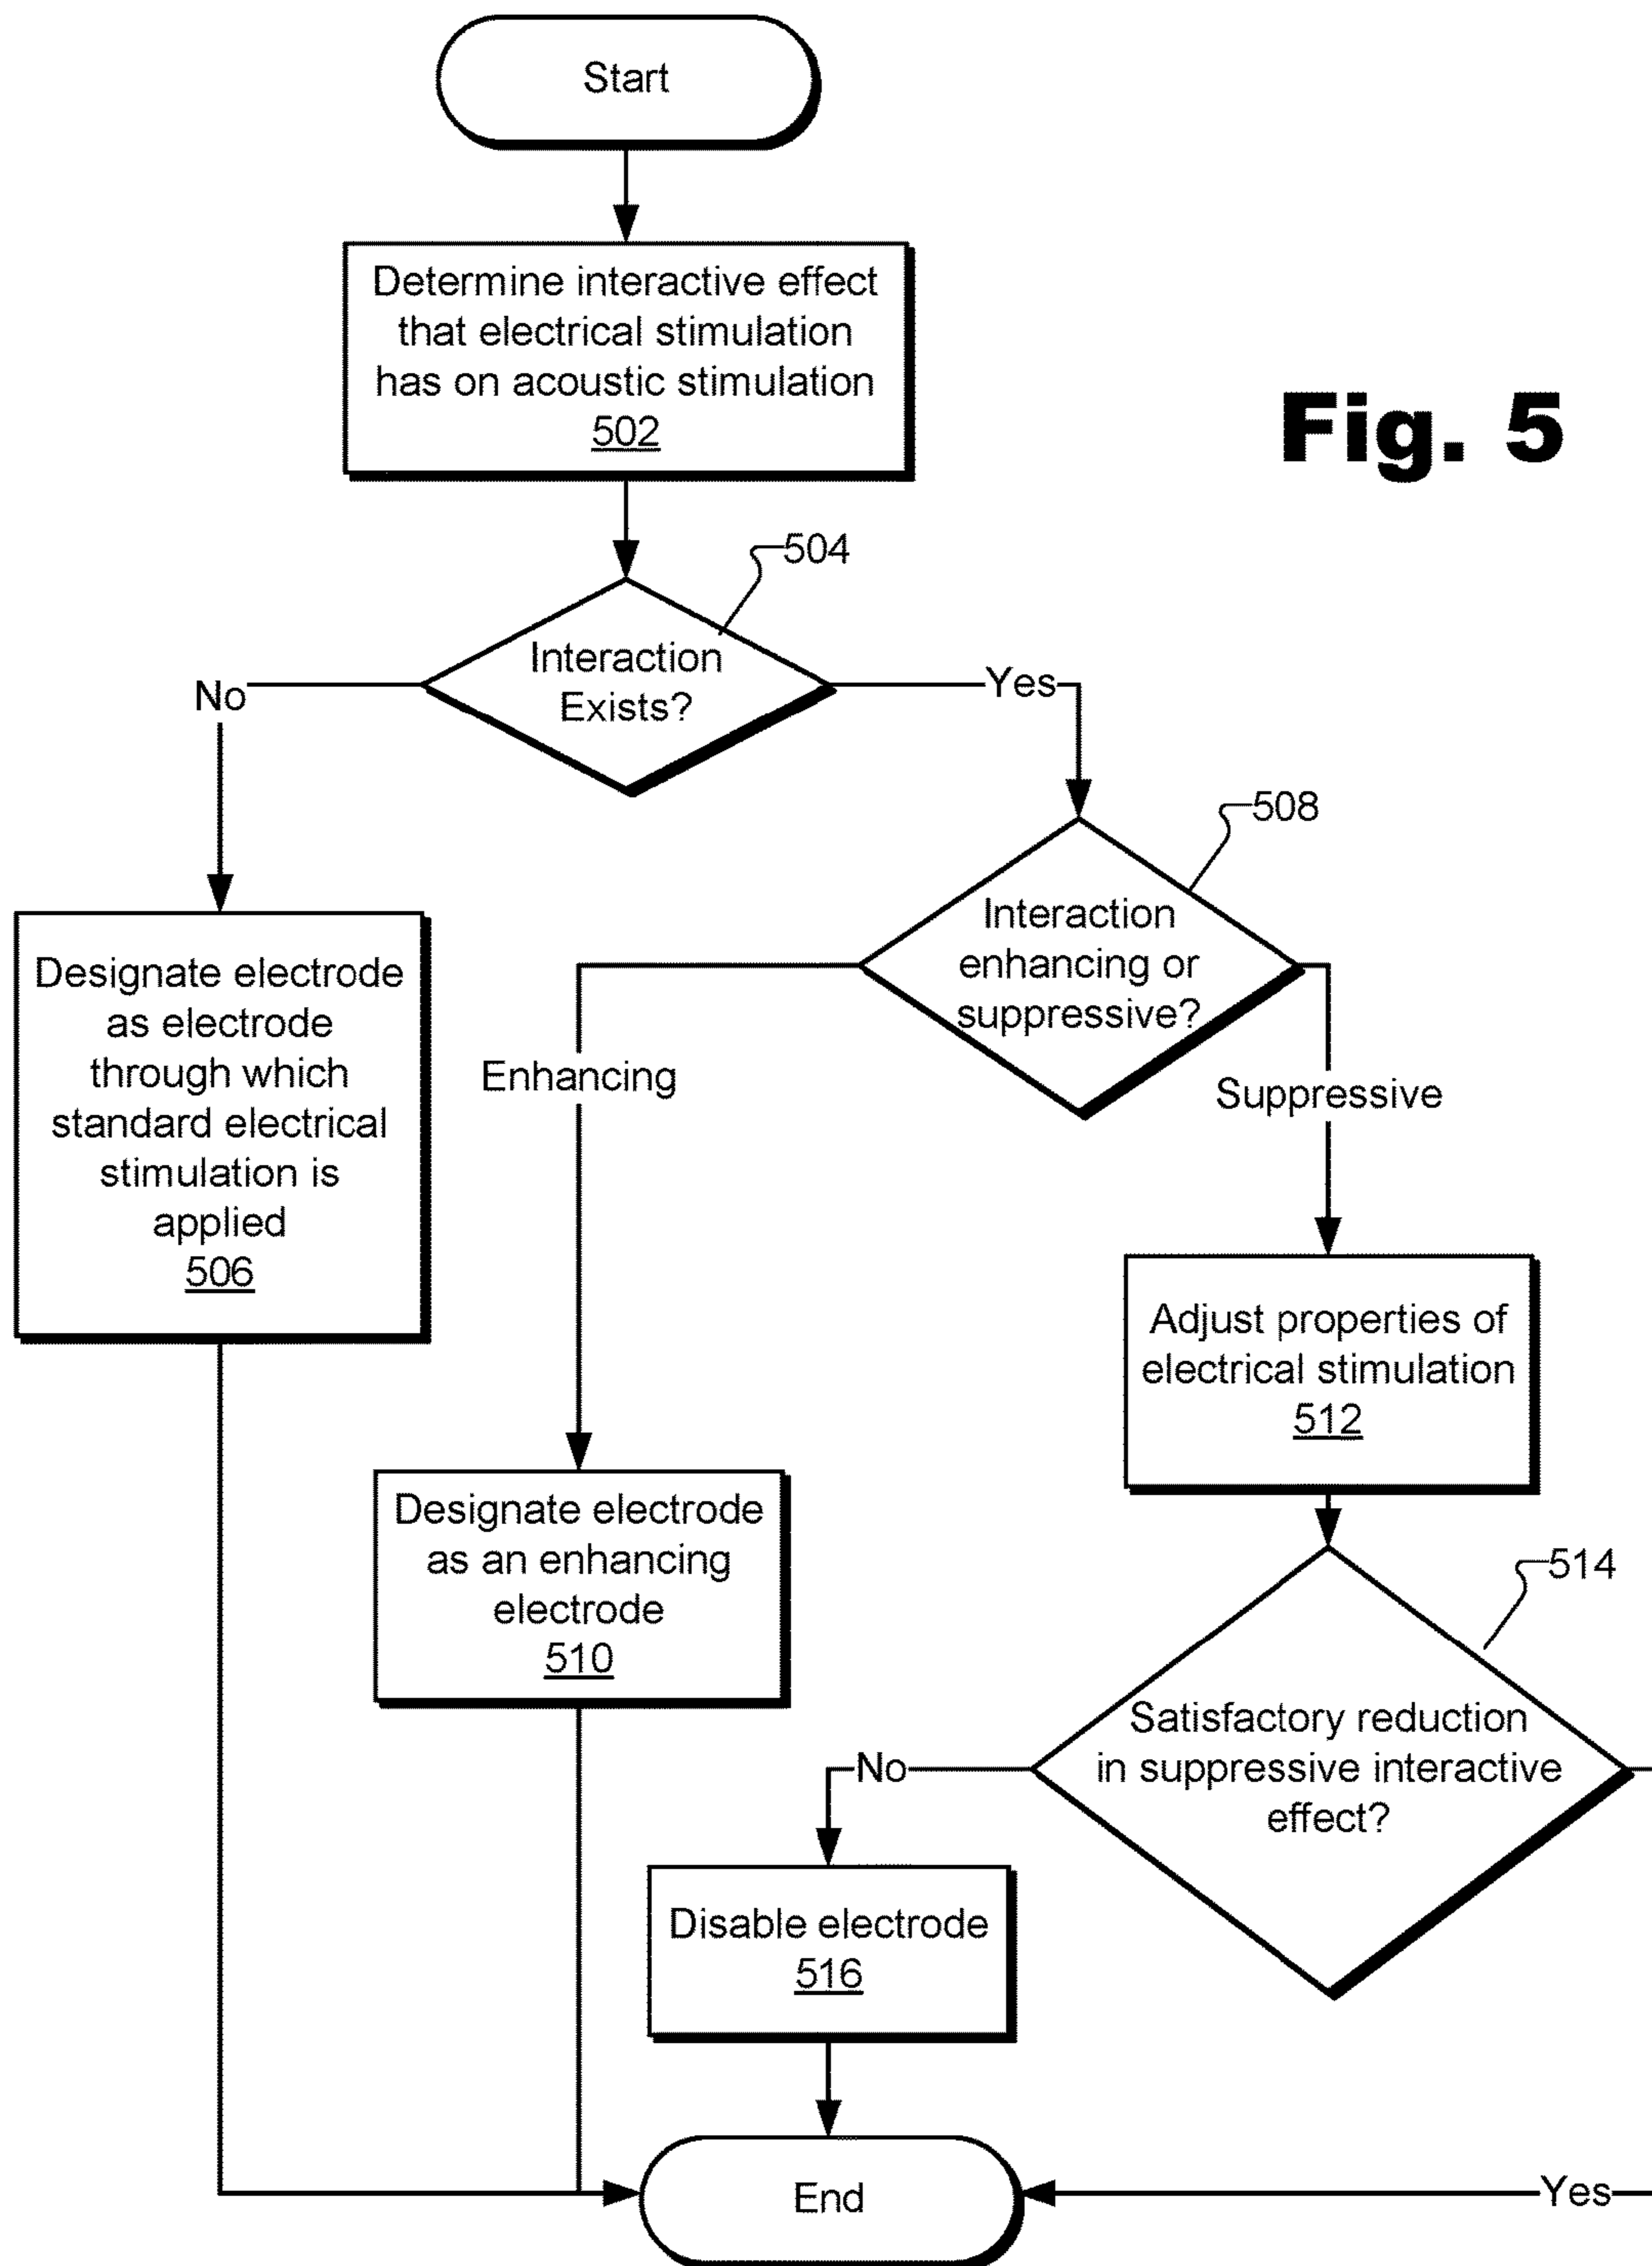 Start
Determine interactive effect
that electrical stimulation
has on acoustic stimulation
502
Fig. 5
504
Interaction
Exists?
No
Yes
508
Interaction
enhancing or
suppressive?
Designate electrode
as electrode
through which
standard electrical
stimulation is
applied
506
Enhancing
Suppressive
Adjust properties of
electrical stimulation
512
Designate electrode
as an enhancing
electrode
510
514
Satisfactory reduction
in suppressive interactive
effect?
No
Disable electrode
516
End
Yes